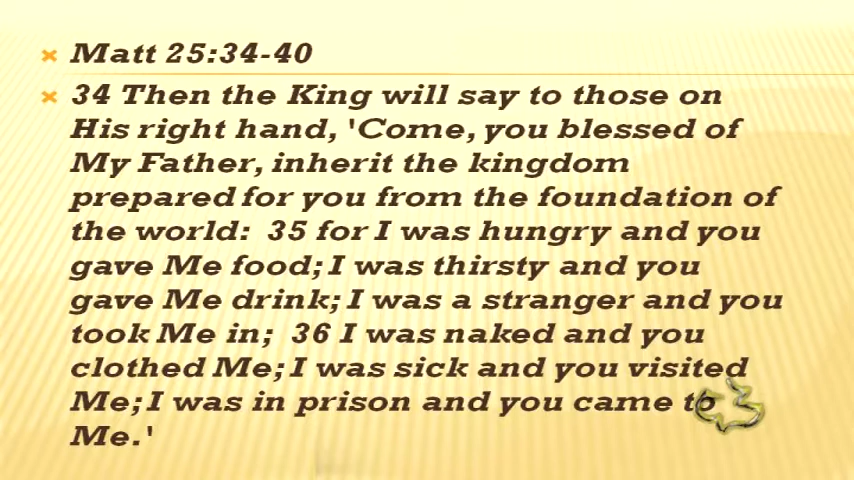 Matt 25:34-40
34 Then the King will say to those on
His right hand, 'Come, you blessed of
My Father, inherit the kingdom
prepared for you from the foundation of
the world: 35 for I was hungry and you
gave Me food; I was thirsty and you
gave Me drink; I was a stranger and you
took Me in; 36 I was naked and you
clothed Me; I was sick and you visited
Me; I was in prison and you came to
Me.'